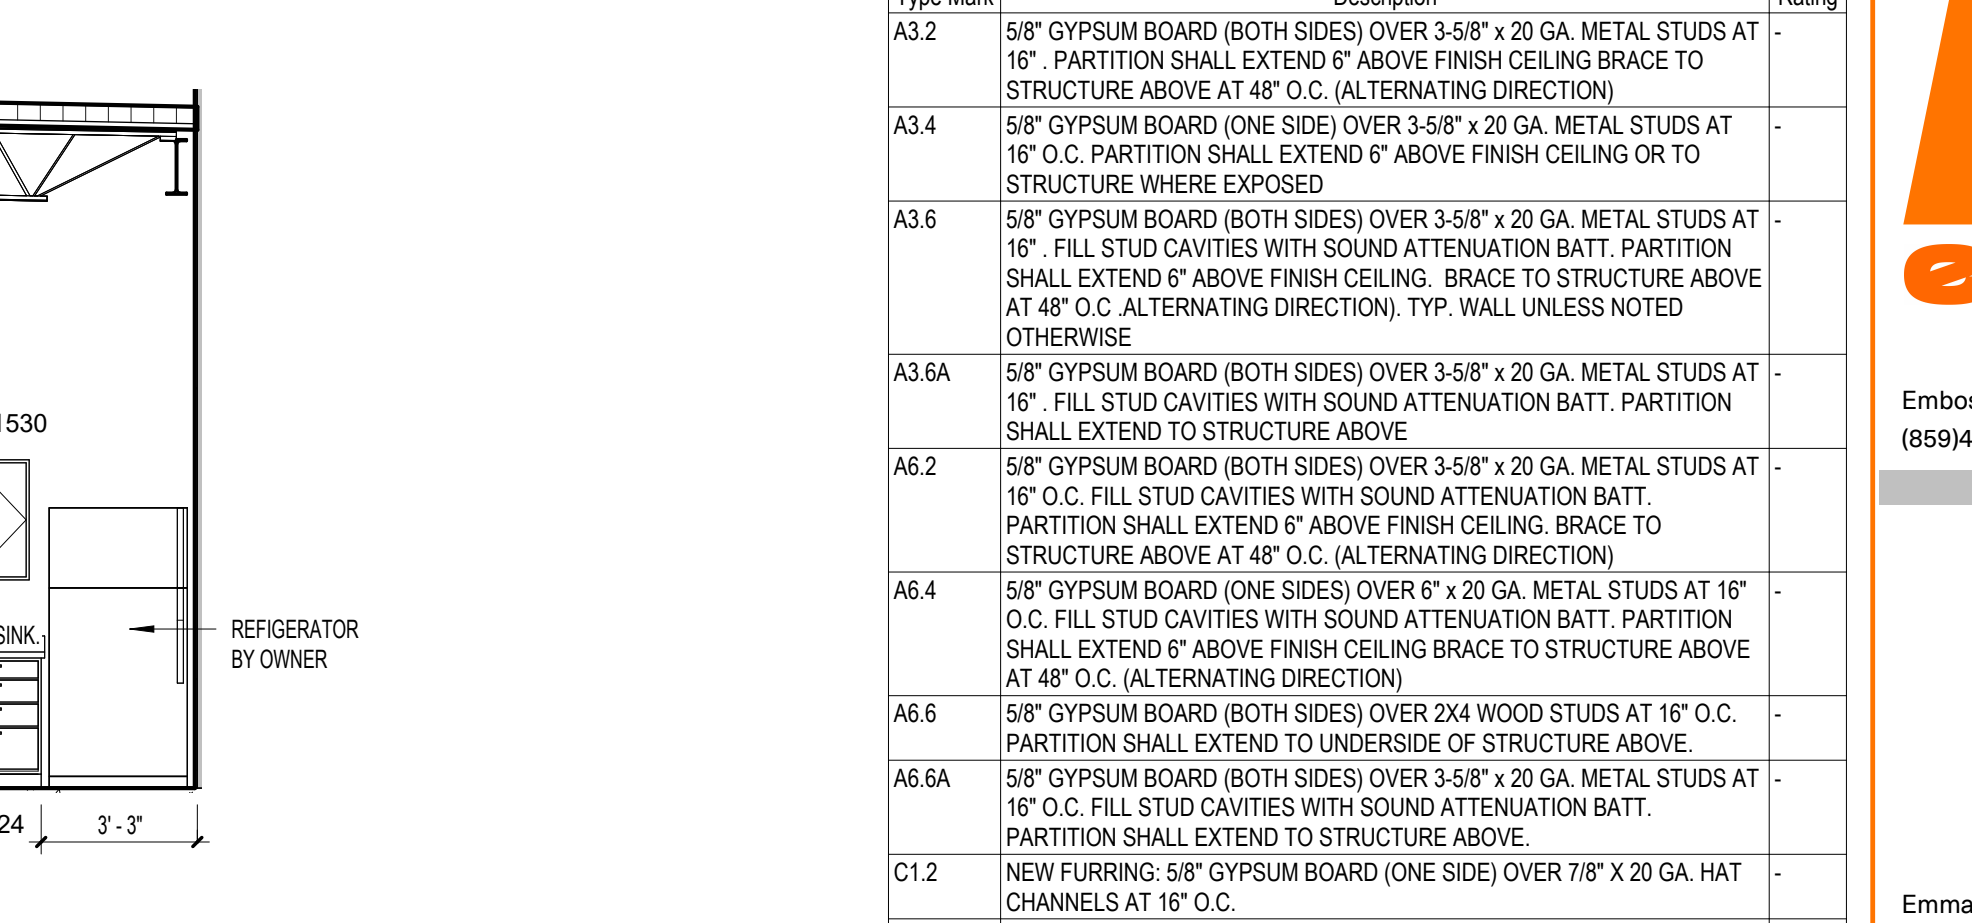 Type Mark Description Rating
A3.2 5/8" GYPSUM BOARD (BOTH SIDES) OVER 3-5/8" x 20 GA. METAL STUDS AT -
16" . PARTITION SHALL EXTEND 6" ABOVE FINISH CEILING BRACE TO
STRUCTURE ABOVE AT 48" O.C. (ALTERNATING DIRECTION)
A3.4 5/8" GYPSUM BOARD (ONE SIDE) OVER 3-5/8" x 20 GA. METAL STUDS AT -
16" O.C. PARTITION SHALL EXTEND 6" ABOVE FINISH CEILING OR TO
STRUCTURE WHERE EXPOSED
A3.6 5/8" GYPSUM BOARD (BOTH SIDES) OVER 3-5/8" x 20 GA. METAL STUDS AT -
16" . FILL STUD CAVITIES WITH SOUND ATTENUATION BATT. PARTITION
SHALL EXTEND 6" ABOVE FINISH CEILING.  BRACE TO STRUCTURE ABOVE
AT 48" O.C .ALTERNATING DIRECTION). TYP. WALL UNLESS NOTED
OTHERWISE
A3.6A 5/8" GYPSUM BOARD (BOTH SIDES) OVER 3-5/8" x 20 GA. METAL STUDS AT -
16" . FILL STUD CAVITIES WITH SOUND ATTENUATION BATT. PARTITION
SHALL EXTEND TO STRUCTURE ABOVE
A6.2 5/8" GYPSUM BOARD (BOTH SIDES) OVER 3-5/8" x 20 GA. METAL STUDS AT -
16" O.C. FILL STUD CAVITIES WITH SOUND ATTENUATION BATT.
PARTITION SHALL EXTEND 6" ABOVE FINISH CEILING. BRACE TO
STRUCTURE ABOVE AT 48" O.C. (ALTERNATING DIRECTION)
A6.4 5/8" GYPSUM BOARD (ONE SIDES) OVER 6" x 20 GA. METAL STUDS AT 16" -
O.C. FILL STUD CAVITIES WITH SOUND ATTENUATION BATT. PARTITION
SHALL EXTEND 6" ABOVE FINISH CEILING BRACE TO STRUCTURE ABOVE
AT 48" O.C. (ALTERNATING DIRECTION)
A6.6 5/8" GYPSUM BOARD (BOTH SIDES) OVER 2X4 WOOD STUDS AT 16" O.C. -
PARTITION SHALL EXTEND TO UNDERSIDE OF STRUCTURE ABOVE.
A6.6A 5/8" GYPSUM BOARD (BOTH SIDES) OVER 3-5/8" x 20 GA. METAL STUDS AT -
16" O.C. FILL STUD CAVITIES WITH SOUND ATTENUATION BATT.
PARTITION SHALL EXTEND TO STRUCTURE ABOVE.
C1.2 NEW FURRING: 5/8" GYPSUM BOARD (ONE SIDE) OVER 7/8" X 20 GA. HAT -
CHANNELS AT 16" O.C.
1530
SINK.
REFIGERATOR
BY OWNER
24
3' - 3"
e
Embos
(859)4
Emma